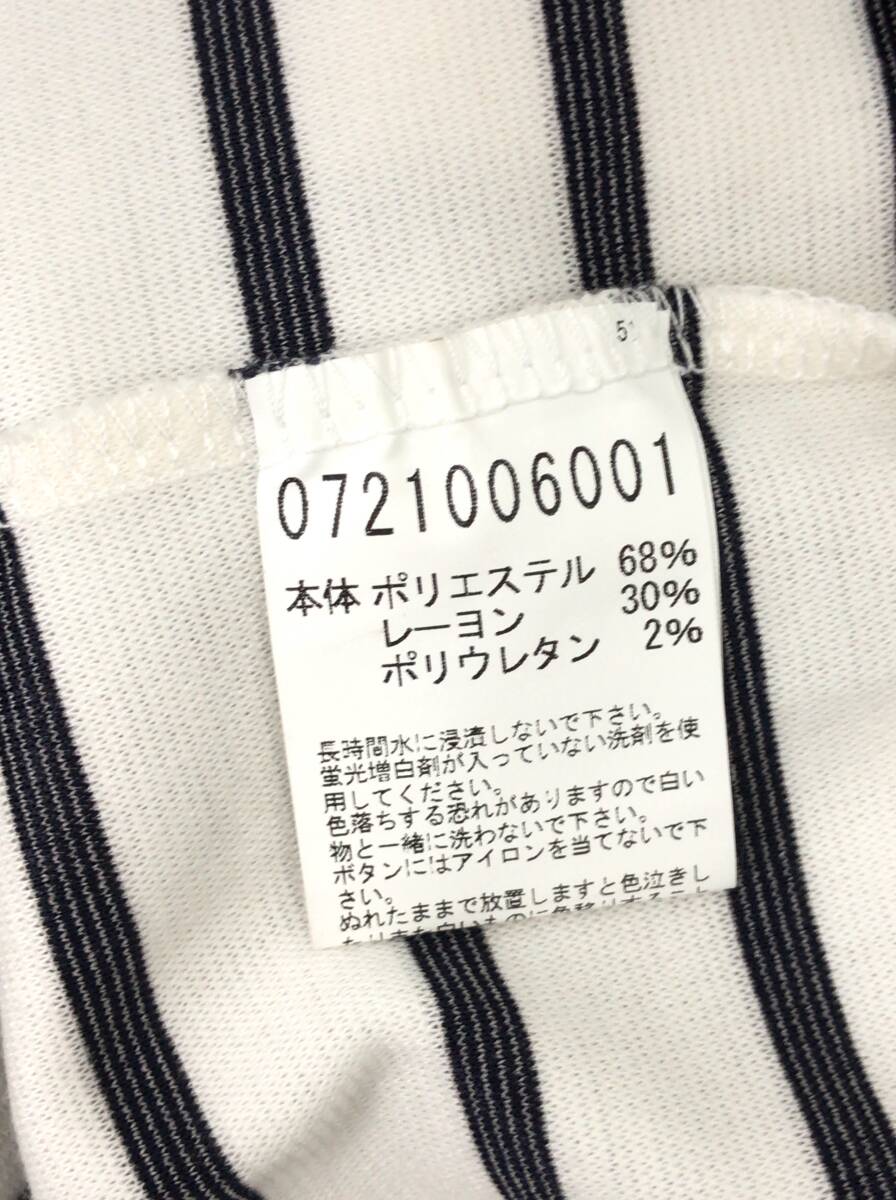 51
0721006001
本体 ポリエステル 68%
レーヨン 30%
ポリウレタン 2%
長時間水に浸漬しないで下さい。
蛍光増白剤が入っていない洗剤を使
用してください。
色落ちする恐れがありますので白い
物と一緒に洗わないで下さい。
ボタンにはアイロンを当てないで下
さい。
ぬれたままで放置しますと色泣きし